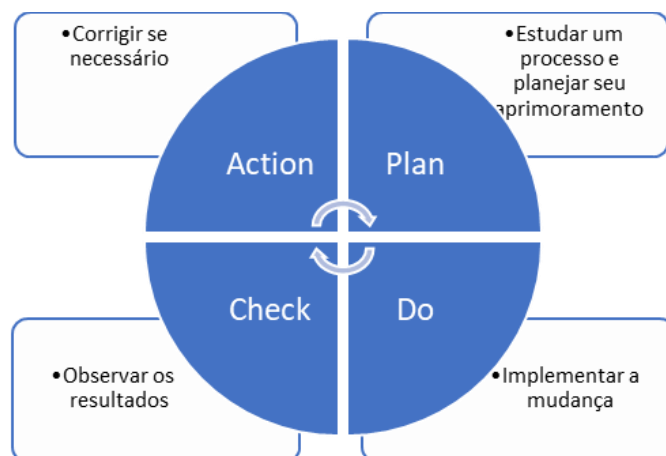 •Corrigir se
necessário
•Estudar um
processo e
planejar seu
aprimoramento
Action
Plan
Check
Do
•Observar os
resultados
•Implementar a
mudança